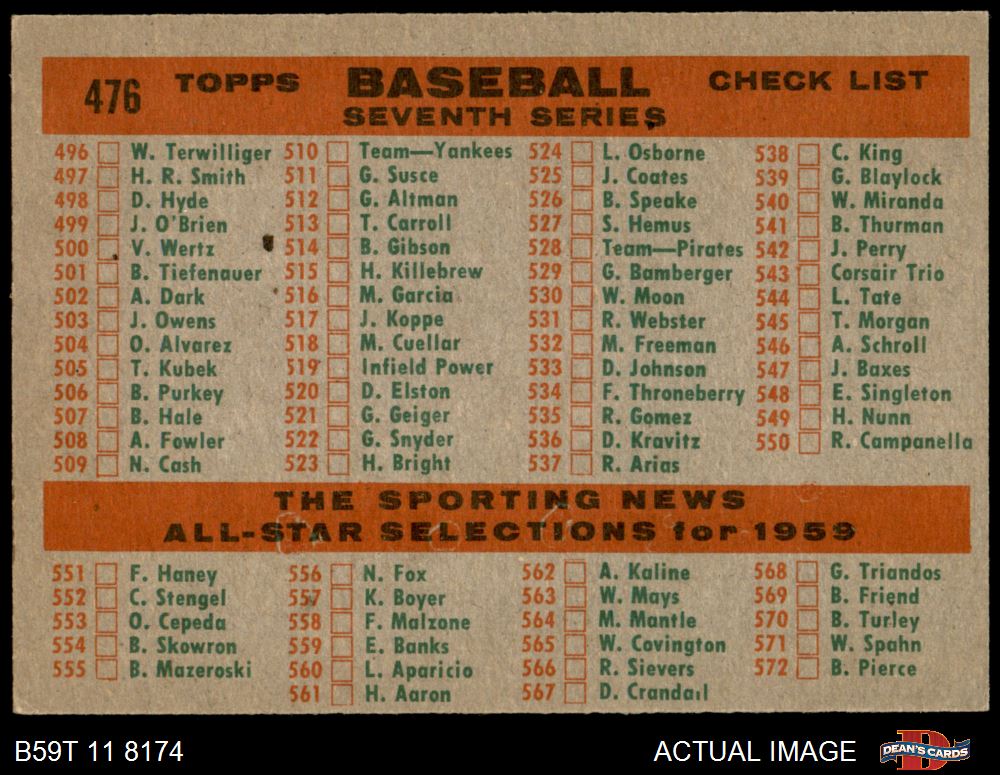 476 TOPPS BASEBALL CHECK LIST
SEVENTH SERIES
496 W. Terwilliger
497 H. R. Smith
498 D. Hyde
499 J. O'Brien
500 V. Wertz
501 B. Tiefenauer
502 A. Dark
503 J. Owens
504 O. Alvarez
505 T. Kubek
506 B. Purkey
507 B. Hale
508 A. Fowler
509 N. Cash
510 Team—Yankees
511 G. Susce
512 G. Altman
513 T. Carroll
514 B. Gibson
515 H. Killebrew
516 M. Garcia
517 J. Koppe
518 M. Cuellar
519 Infield Power
520 D. Elston
521 G. Geiger
522 G. Snyder
523 H. Bright
524 L. Osborne
525 J. Coates
526 B. Speake
527 S. Hemus
528 Team—Pirates
529 G. Bamberger
530 W. Moon
531 R. Webster
532 M. Freeman
533 D. Johnson
534 F. Throneberry
535 R. Gomez
536 D. Kravitz
537 R. Arias
538 C. King
539 G. Blaylock
540 W. Miranda
541 B. Thurman
542 J. Perry
543 Corsair Trio
544 L. Tate
545 T. Morgan
546 A. Schroll
547 J. Baxes
548 E. Singleton
549 H. Nunn
550 R. Campanella
THE SPORTING NEWS
ALL-STAR SELECTIONS for 1959
551 F. Haney
552 C. Stengel
553 O. Cepeda
554 B. Skowron
555 B. Mazeroski
556 N. Fox
557 K. Boyer
558 F. Malzone
559 E. Banks
560 L. Aparicio
561 H. Aaron
562 A. Kaline
563 W. Mays
564 M. Mantle
565 W. Covington
566 R. Sievers
567 D. Crandall
568 G. Triandos
569 B. Friend
570 B. Turley
571 W. Spahn
572 B. Pierce
B59T 11 8174 ACTUAL IMAGE DEAN'S CARDS